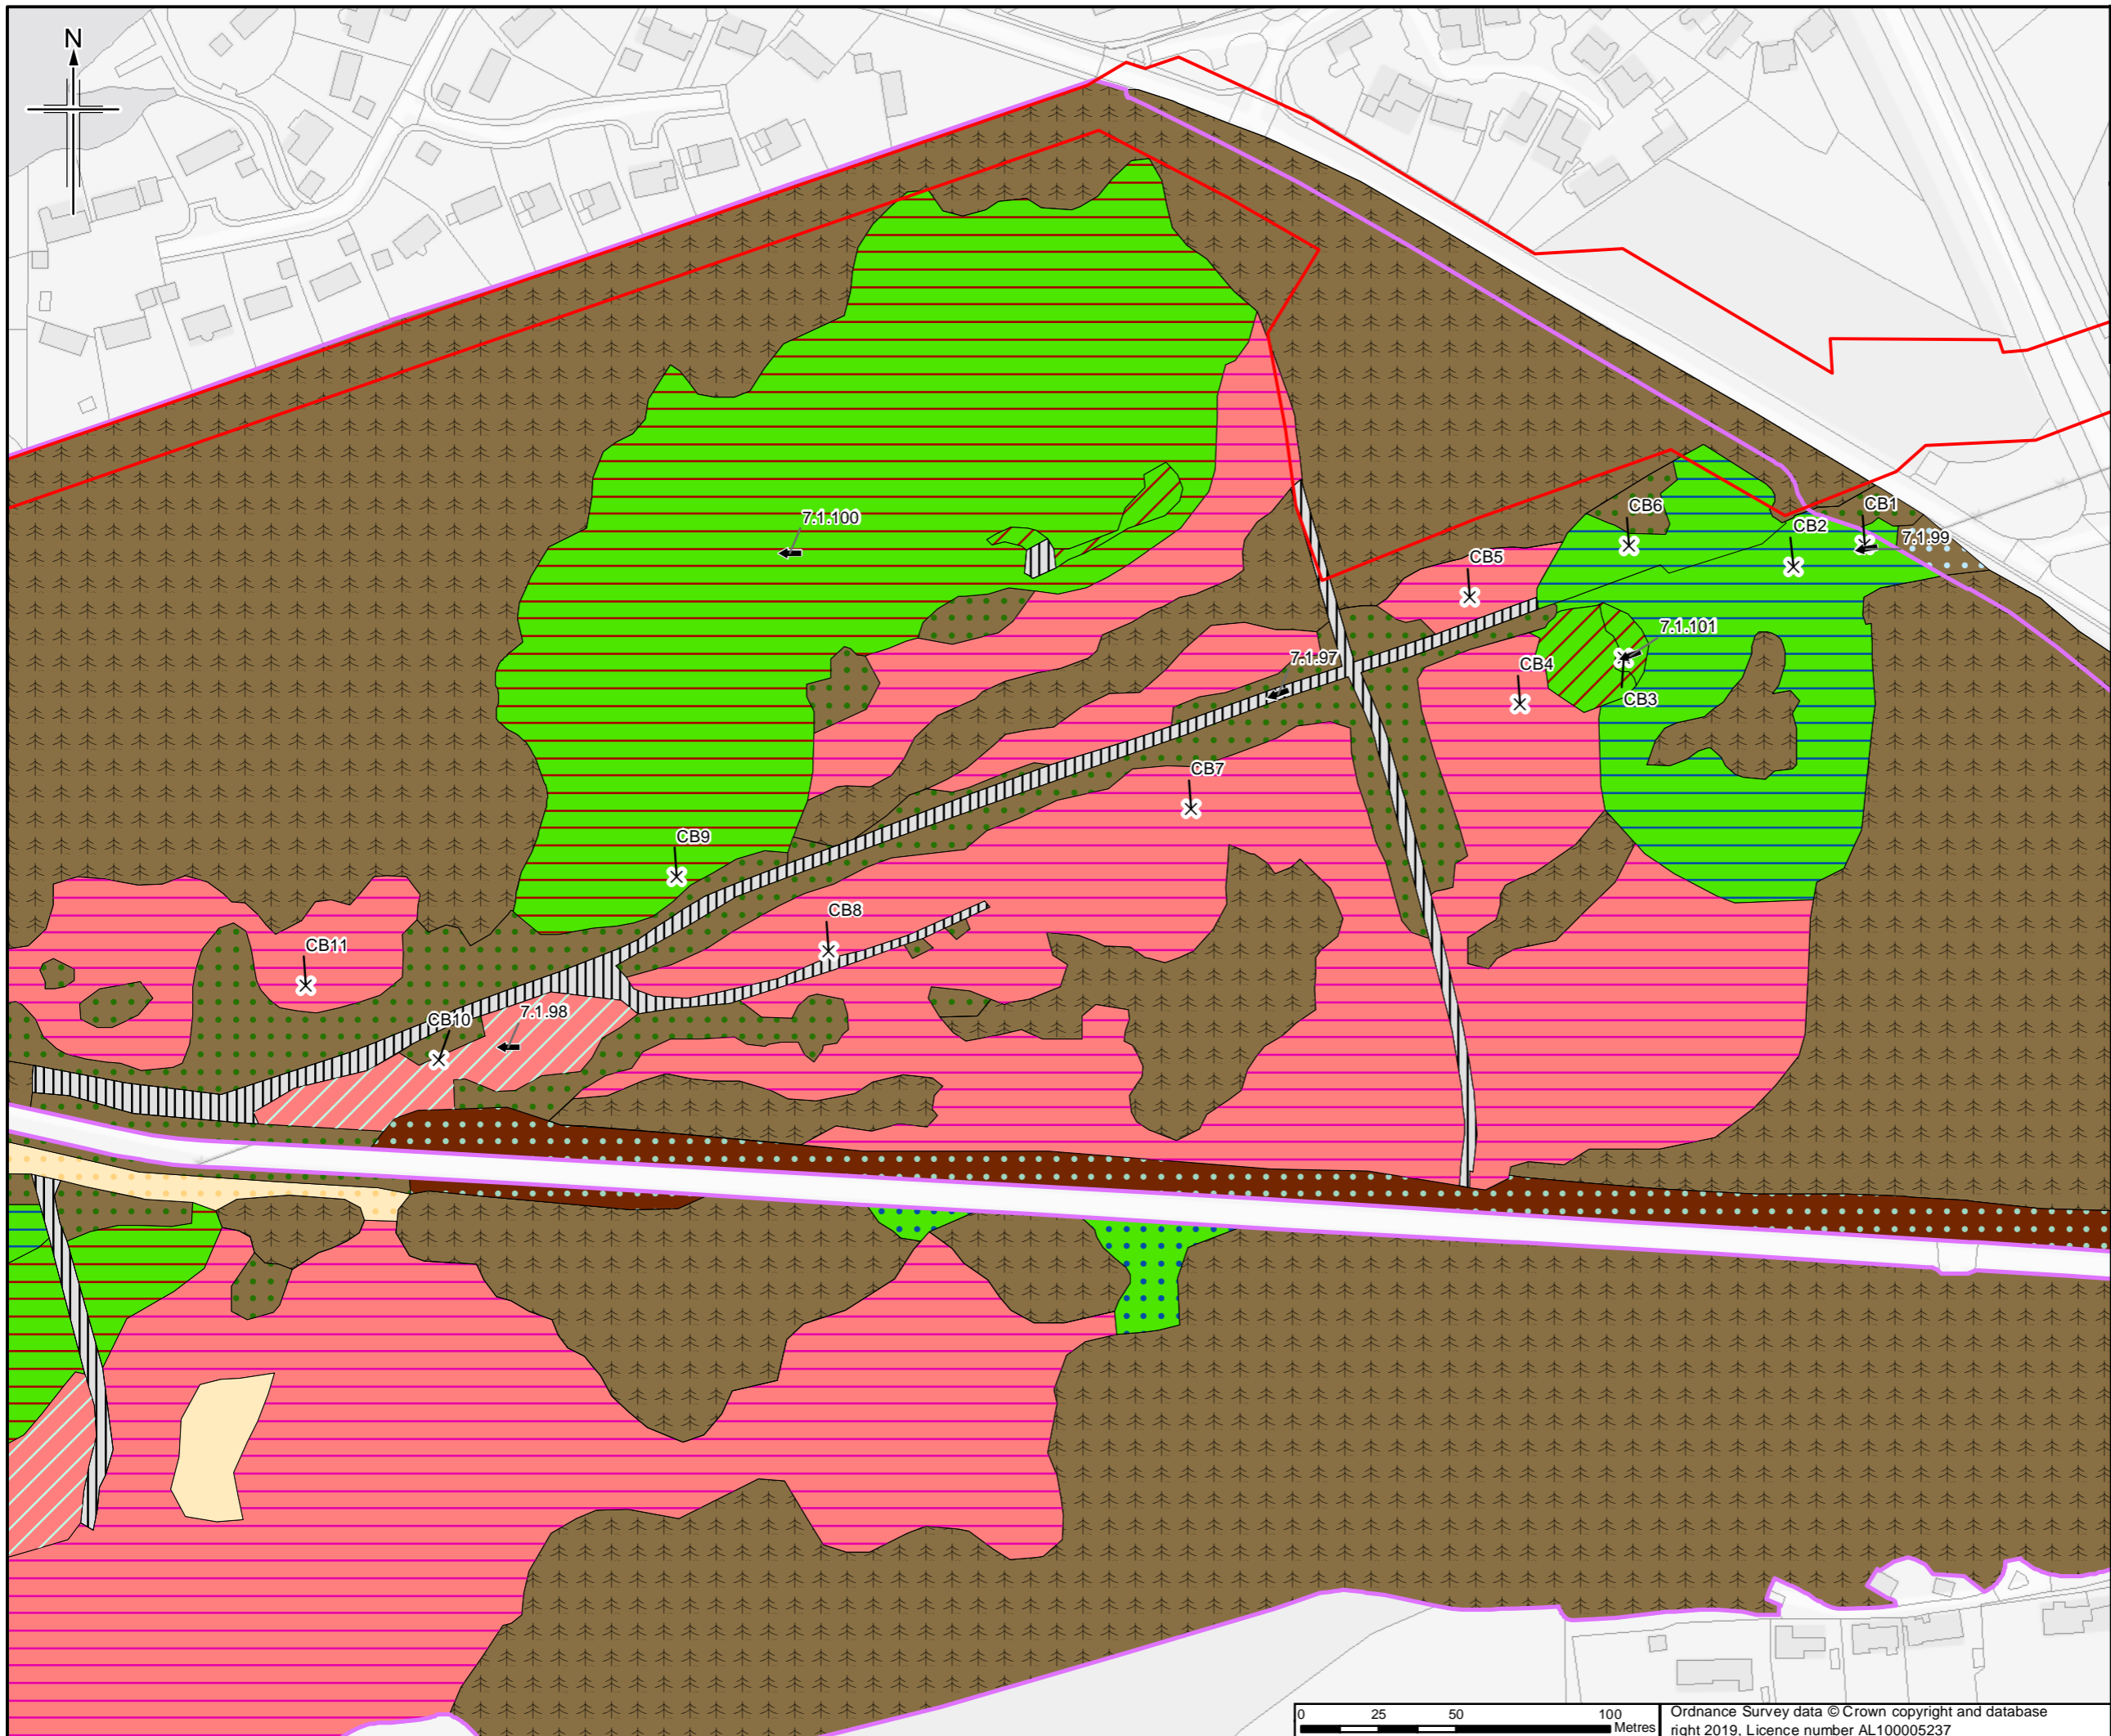 N
CB6
CB1
7.1.100
CB2
7.1.99
CB5
7.1.101
7.1.97
CB4
CB3
CB7
CB9
CB8
CB11
7.1.98
CB10
0 25 50 100
Metres
Ordnance Survey data © Crown copyright and database
right 2019. Licence number AL100005237